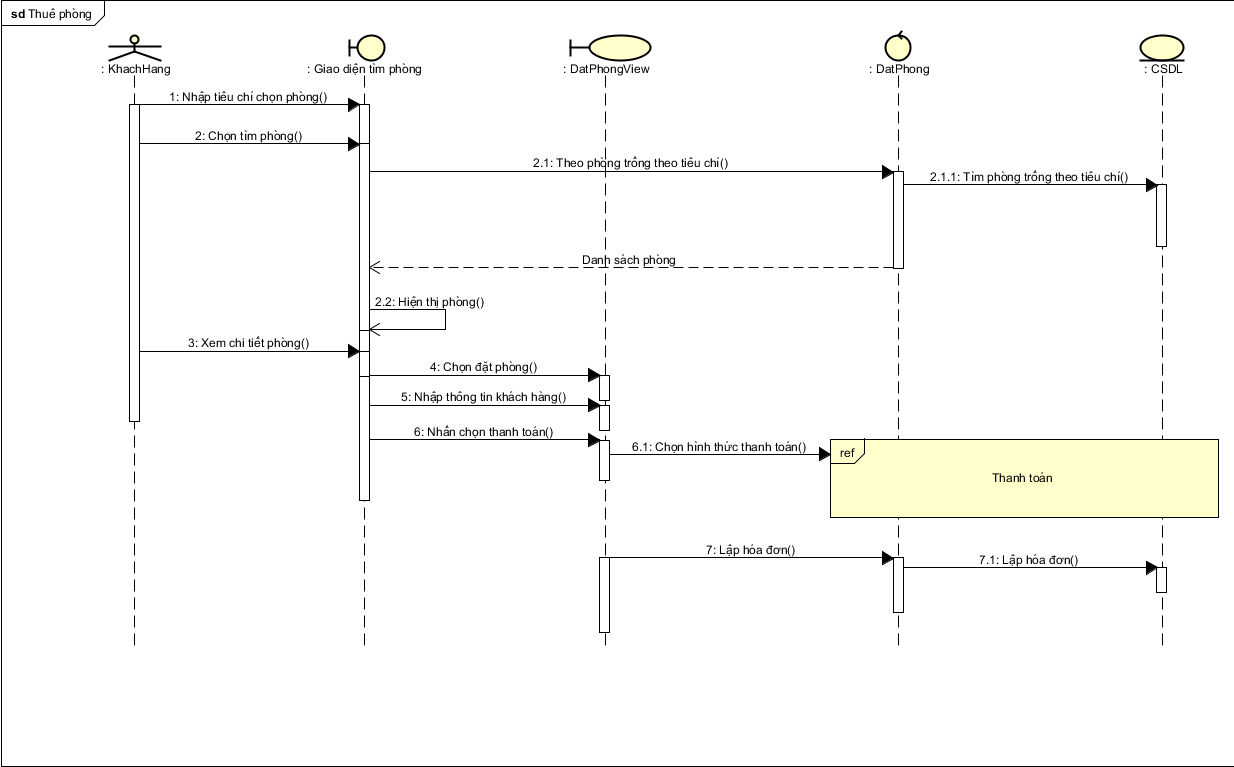 sd Thuê phòng
: KhachHang
: Giao diện tìm phòng
: DatPhongView
: DatPhong
: CSDL
1: Nhập tiêu chí chọn phòng()
2: Chọn tìm phòng()
2.1: Theo phòng trống theo tiêu chí()
2.1.1: Tìm phòng trống theo tiêu chí()
Danh sách phòng
2.2: Hiện thị phòng()
3: Xem chi tiết phòng()
4: Chọn đặt phòng()
5: Nhập thông tin khách hàng()
6: Nhấn chọn thanh toán()
6.1: Chọn hình thức thanh toán()
ref
Thanh toán
7: Lập hóa đơn()
7.1: Lập hóa đơn()